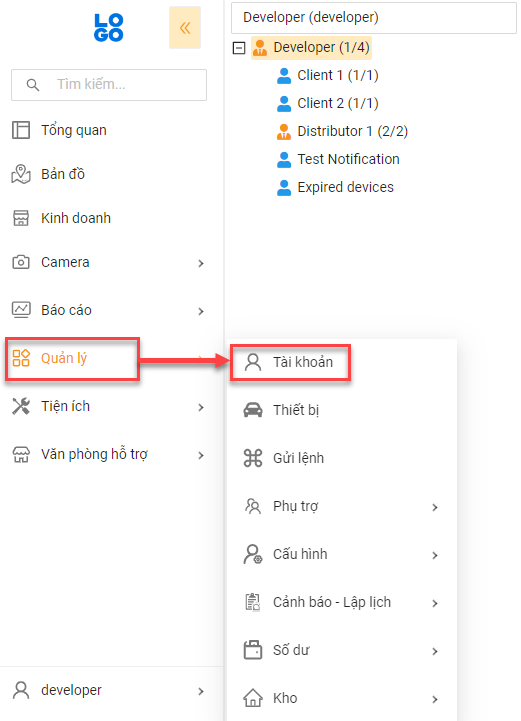 LO
GO
Tìm kiếm...
Tổng quan
Bản đồ
Kinh doanh
Camera
Báo cáo
Quản lý
Tiện ích
Văn phòng hỗ trợ
developer
Developer (developer)
Developer (1/4)
Client 1 (1/1)
Client 2 (1/1)
Distributor 1 (2/2)
Test Notification
Expired devices
Tài khoản
Thiết bị
Gửi lệnh
Phụ trợ
Cấu hình
Cảnh báo - Lập lịch
Số dư
Kho